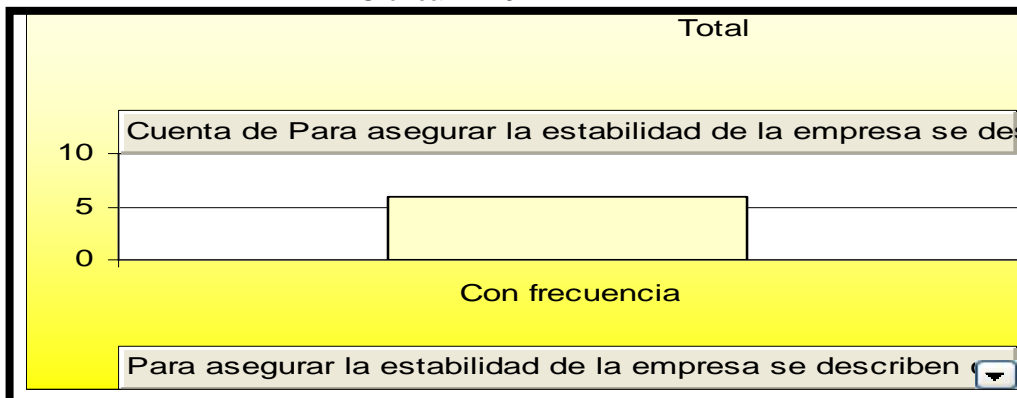 Total
Cuenta de Para asegurar la estabilidad de la empresa se
10
5
0
Con frecuencia
Para asegurar la estabilidad de la empresa se describen